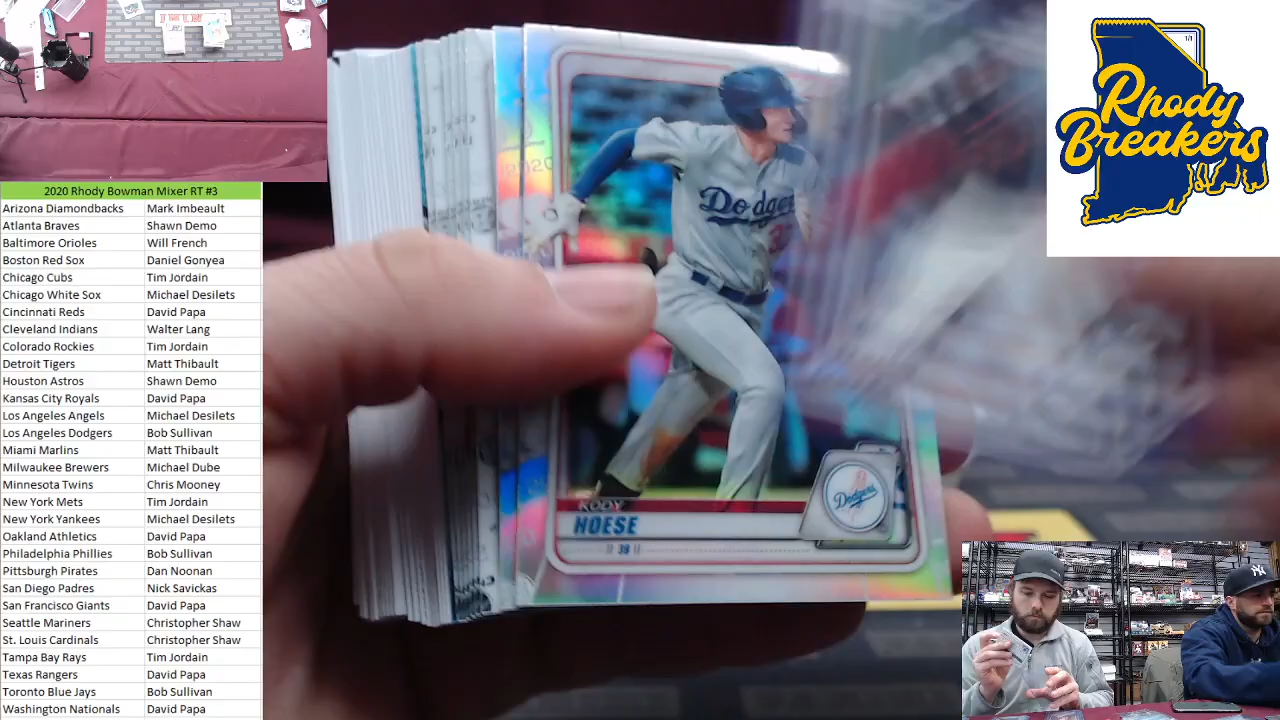 2020 Rhody Bowman Mixer RT #3
Arizona Diamondbacks Mark Imbeault
Atlanta Braves Shawn Demo
Baltimore Orioles Will French
Boston Red Sox Daniel Gonyea
Chicago Cubs Tim Jordain
Chicago White Sox Michael Desilets
Cincinnati Reds David Papa
Cleveland Indians Walter Lang
Colorado Rockies Tim Jordain
Detroit Tigers Matt Thibault
Houston Astros Shawn Demo
Kansas City Royals David Papa
Los Angeles Angels Michael Desilets
Los Angeles Dodgers Bob Sullivan
Miami Marlins Matt Thibault
Milwaukee Brewers Michael Dube
Minnesota Twins Chris Mooney
New York Mets Tim Jordain
New York Yankees Michael Desilets
Oakland Athletics David Papa
Philadelphia Phillies Bob Sullivan
Pittsburgh Pirates Dan Noonan
San Diego Padres Nick Savickas
San Francisco Giants David Papa
Seattle Mariners Christopher Shaw
St. Louis Cardinals Christopher Shaw
Tampa Bay Rays Tim Jordain
Texas Rangers David Papa
Toronto Blue Jays Bob Sullivan
Washington Nationals David Papa
Dodgers
KODY
HOESE
38
Dodgers
1/1
Rhody
Breakers
NY